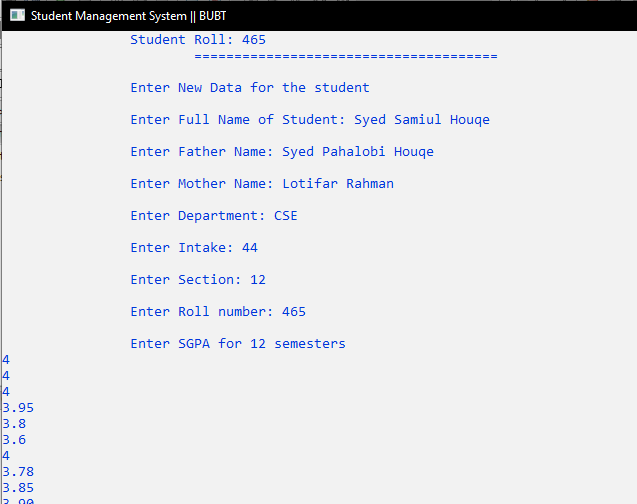 Student Management System || BUBT
Student Roll: 465
======================================
Enter New Data for the student
Enter Full Name of Student: Syed Samiul Houqe
Enter Father Name: Syed Pahalobi Houqe
Enter Mother Name: Lotifar Rahman
Enter Department: CSE
Enter Intake: 44
Enter Section: 12
Enter Roll number: 465
Enter SGPA for 12 semesters
4
4
4
3.95
3.8
3.6
4
3.78
3.85
3.90